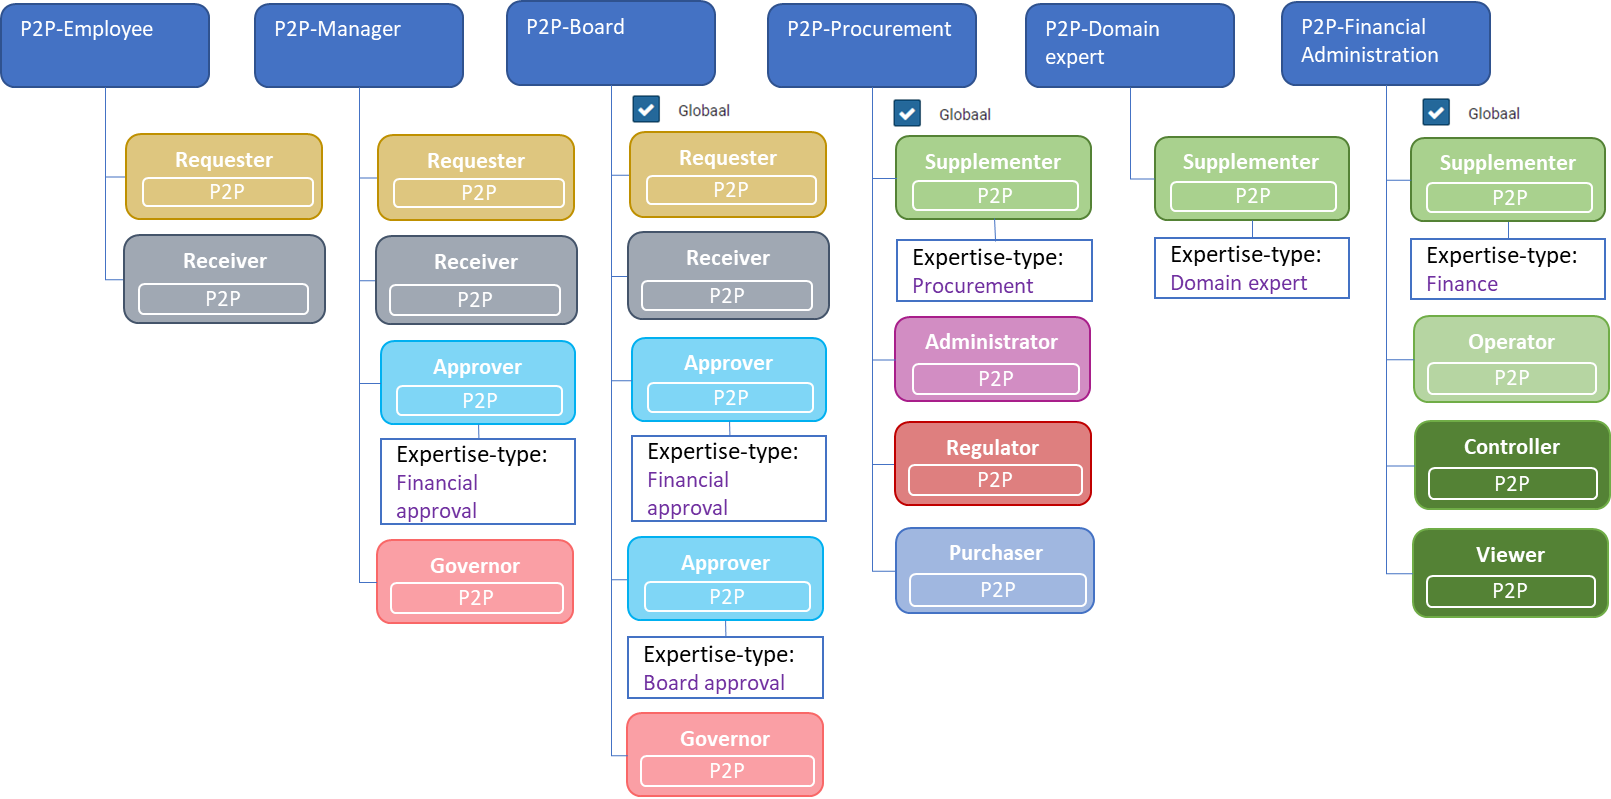 P2P-Employee
Requester
P2P
Receiver
P2P
P2P-Manager
Requester
P2P
Receiver
P2P
Approver
P2P
Expertise-type:
Financial
approval
Governor
P2P
P2P-Board
Globaal
Requester
P2P
Receiver
P2P
Approver
P2P
Expertise-type:
Financial
approval
Approver
P2P
Expertise-type:
Board approval
Governor
P2P
P2P-Procurement
Globaal
Supplementer
P2P
Expertise-type:
Procurement
Administrator
P2P
Regulator
P2P
Purchaser
P2P
P2P-Domain
expert
Supplementer
P2P
Expertise-type:
Domain expert
P2P-Financial
Administration
Globaal
Supplementer
P2P
Expertise-type:
Finance
Operator
P2P
Controller
P2P
Viewer
P2P